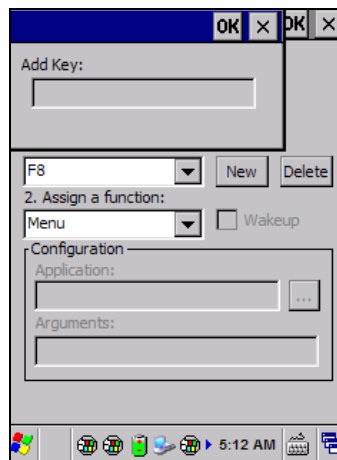 OK × OK ×
Add Key:
F8 New Delete
2. Assign a function:
Menu Wakeup
Configuration
Application:
...
Arguments:
5:12 AM